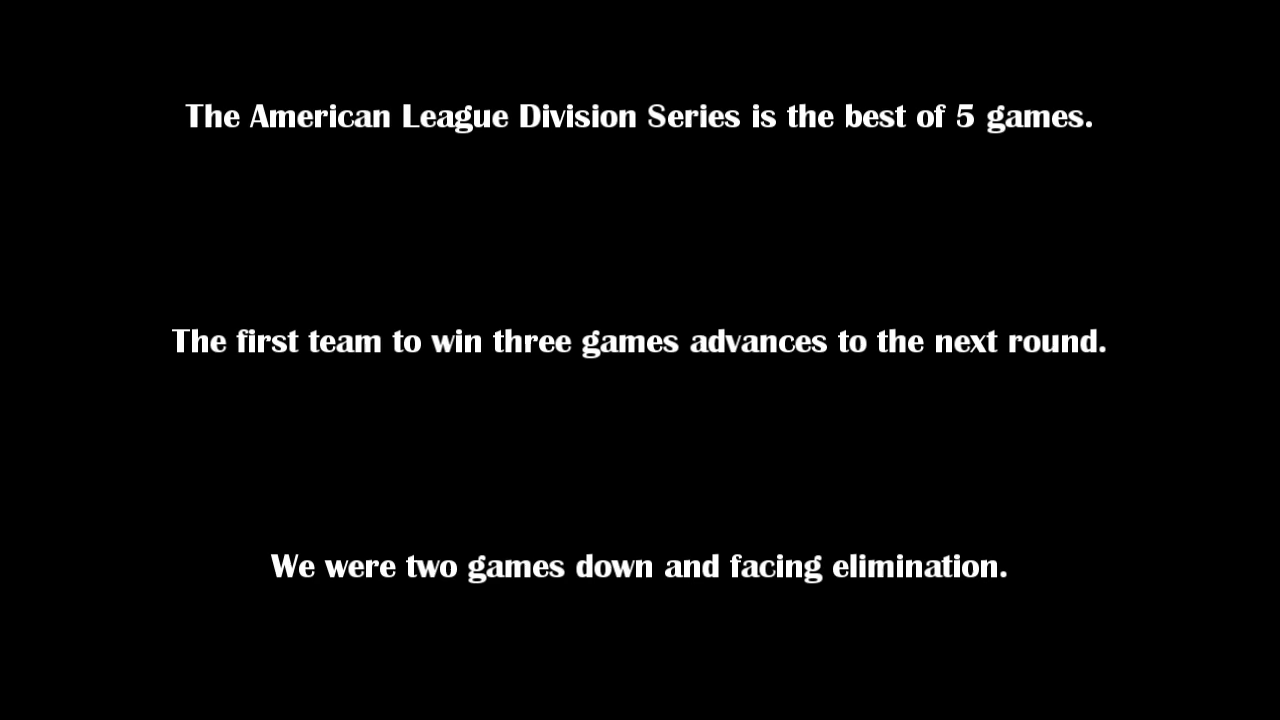 The American League Division Series is the best of 5 games.
The first team to win three games advances to the next round.
We were two games down and facing elimination.